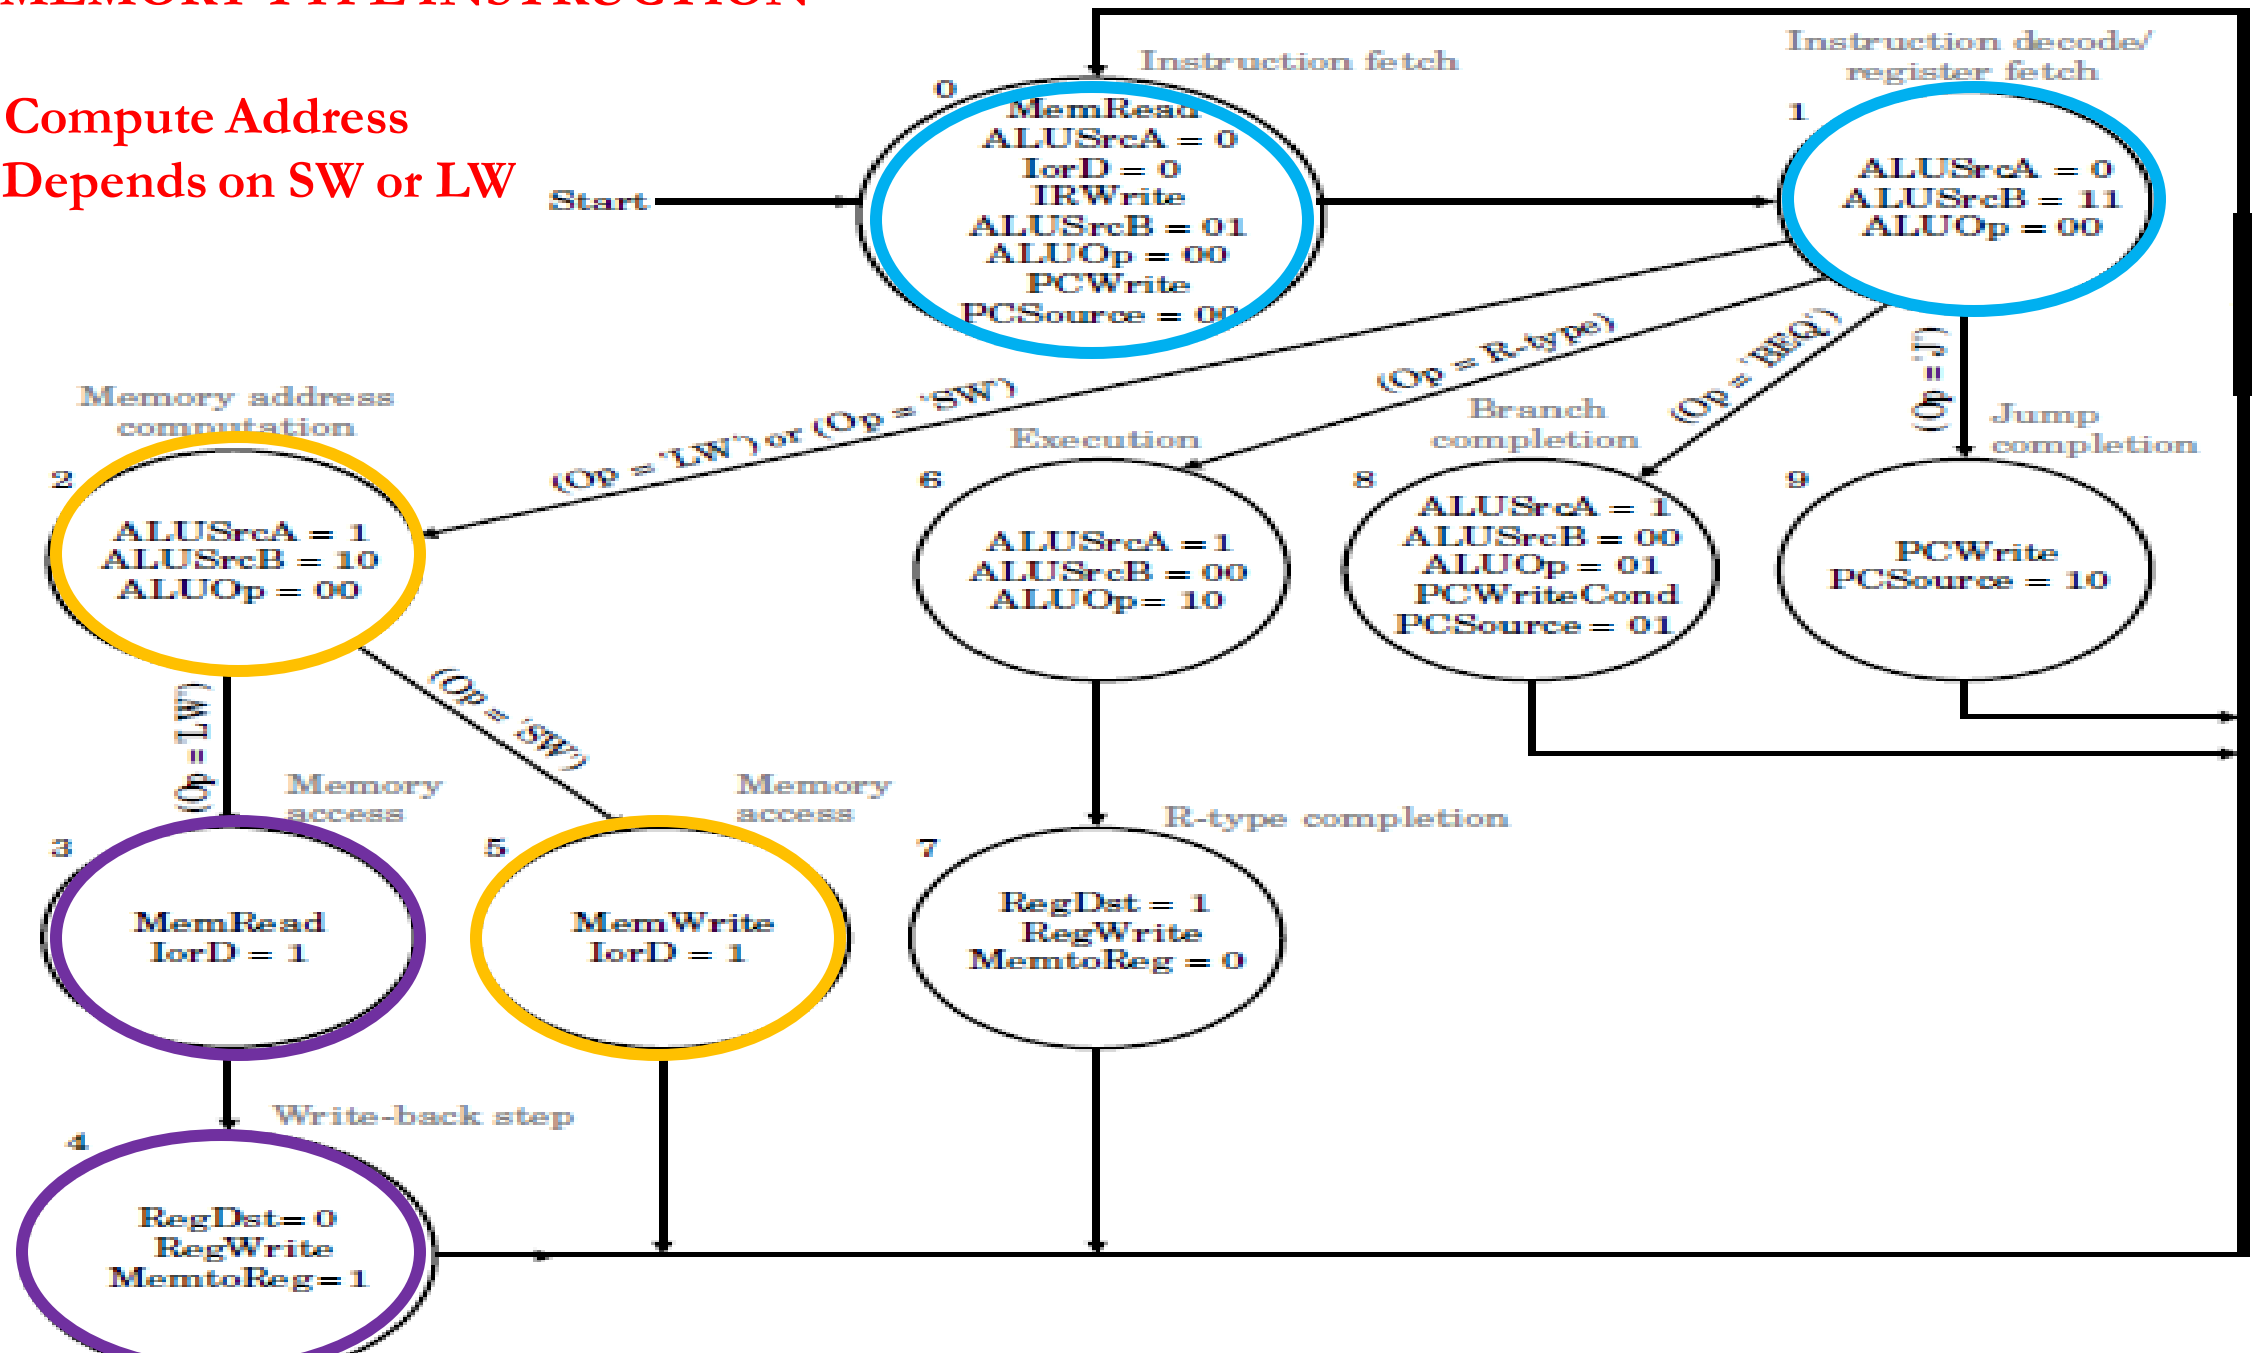 MEMORY TYPE INSTRUCTION
Compute Address
Depends on SW or LW
Start
0
Instruction fetch
MemRead
ALUSrcA = 0
IorD = 0
IRWrite
ALUSrcB = 01
ALUOp = 00
PCWrite
PCSource = 00
Instruction decode/
register fetch
1
ALUSrcA = 0
ALUSrcB = 11
ALUOp = 00
(Op = 'LW') or (Op = 'SW')
(Op = R-type)
(Op = 'BEQ')
(Op = 'J')
Memory address
computation
2
ALUSrcA = 1
ALUSrcB = 10
ALUOp = 00
Execution
6
ALUSrcA =1
ALUSrcB = 00
ALUOp= 10
Branch
completion
8
ALUSrcA = 1
ALUSrcB = 00
ALUOp = 01
PCWriteCond
PCSource = 01
Jump
completion
9
PCWrite
PCSource = 10
(Op = 'LW')
(Op = 'SW')
Memory
access
3
MemRead
IorD = 1
Memory
access
5
MemWrite
IorD = 1
R-type completion
7
RegDst = 1
RegWrite
MemtoReg = 0
Write-back step
4
RegDst= 0
RegWrite
MemtoReg=1